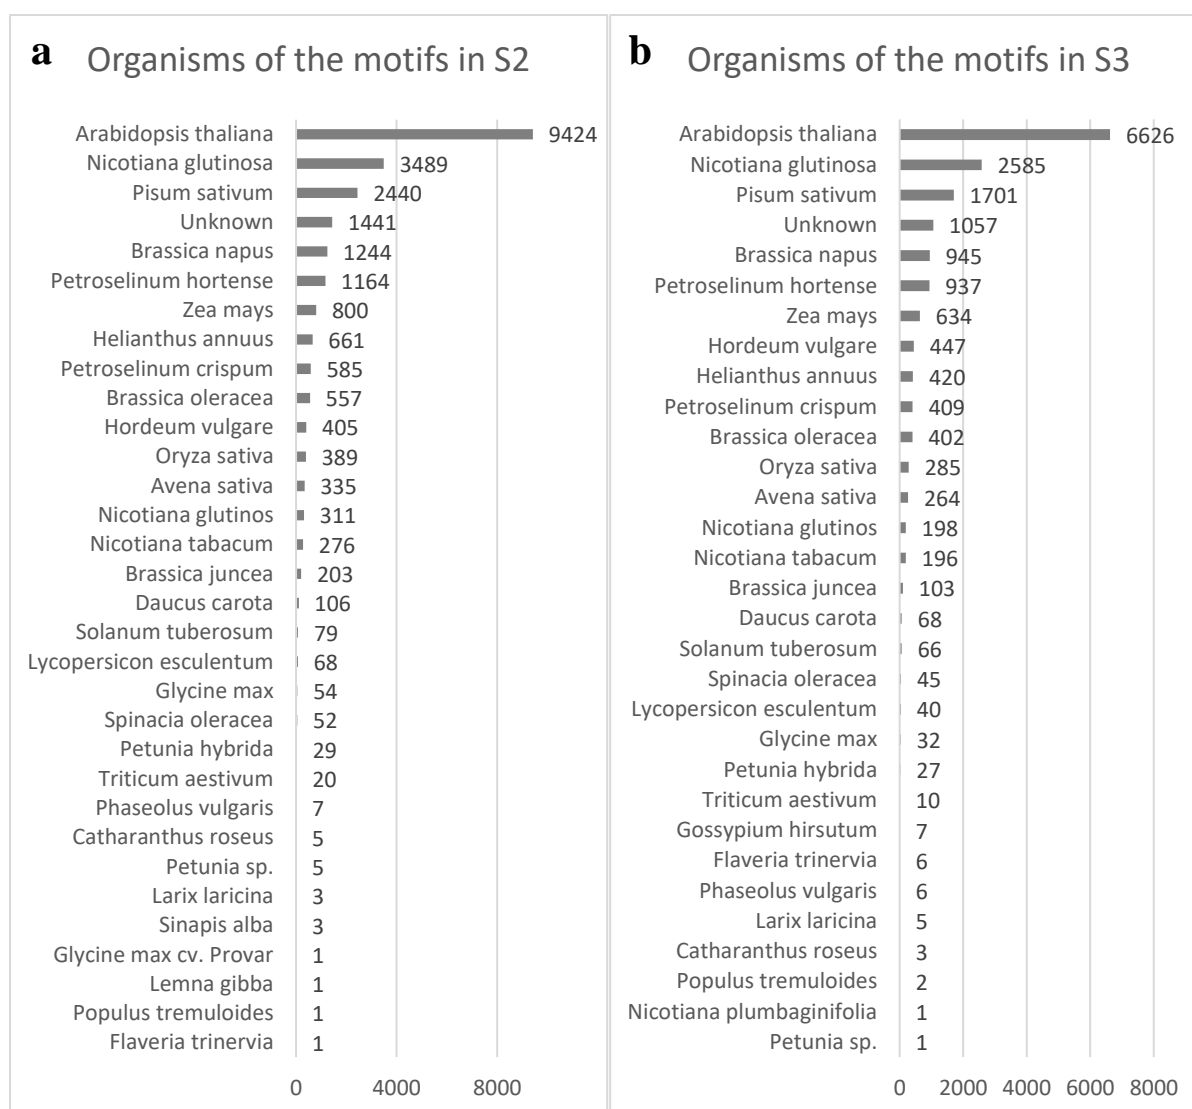 a Organisms of the motifs in S2
Arabidopsis thaliana 9424
Nicotiana glutinosa 3489
Pisum sativum 2440
Unknown 1441
Brassica napus 1244
Petroselinum hortense 1164
Zea mays 800
Helianthus annuus 661
Petroselinum crispum 585
Brassica oleracea 557
Hordeum vulgare 405
Oryza sativa 389
Avena sativa 335
Nicotiana glutinos 311
Nicotiana tabacum 276
Brassica juncea 203
Daucus carota 106
Solanum tuberosum 79
Lycopersicon esculentum 68
Glycine max 54
Spinacia oleracea 52
Petunia hybrida 29
Triticum aestivum 20
Phaseolus vulgaris 7
Catharanthus roseus 5
Petunia sp. 5
Larix laricina 3
Sinapis alba 3
Glycine max cv. Provar 1
Lemna gibba 1
Populus tremuloides 1
Flaveria trinervia 1
0 4000 8000
b Organisms of the motifs in S3
Arabidopsis thaliana 6626
Nicotiana glutinosa 2585
Pisum sativum 1701
Unknown 1057
Brassica napus 945
Petroselinum hortense 937
Zea mays 634
Hordeum vulgare 447
Helianthus annuus 420
Petroselinum crispum 409
Brassica oleracea 402
Oryza sativa 285
Avena sativa 264
Nicotiana glutinos 198
Nicotiana tabacum 196
Brassica juncea 103
Daucus carota 68
Solanum tuberosum 66
Spinacia oleracea 45
Lycopersicon esculentum 40
Glycine max 32
Petunia hybrida 27
Triticum aestivum 10
Gossypium hirsutum 7
Flaveria trinervia 6
Phaseolus vulgaris 6
Larix laricina 5
Catharanthus roseus 3
Populus tremuloides 2
Nicotiana plumbaginifolia 1
Petunia sp. 1
0 2000 4000 6000 8000